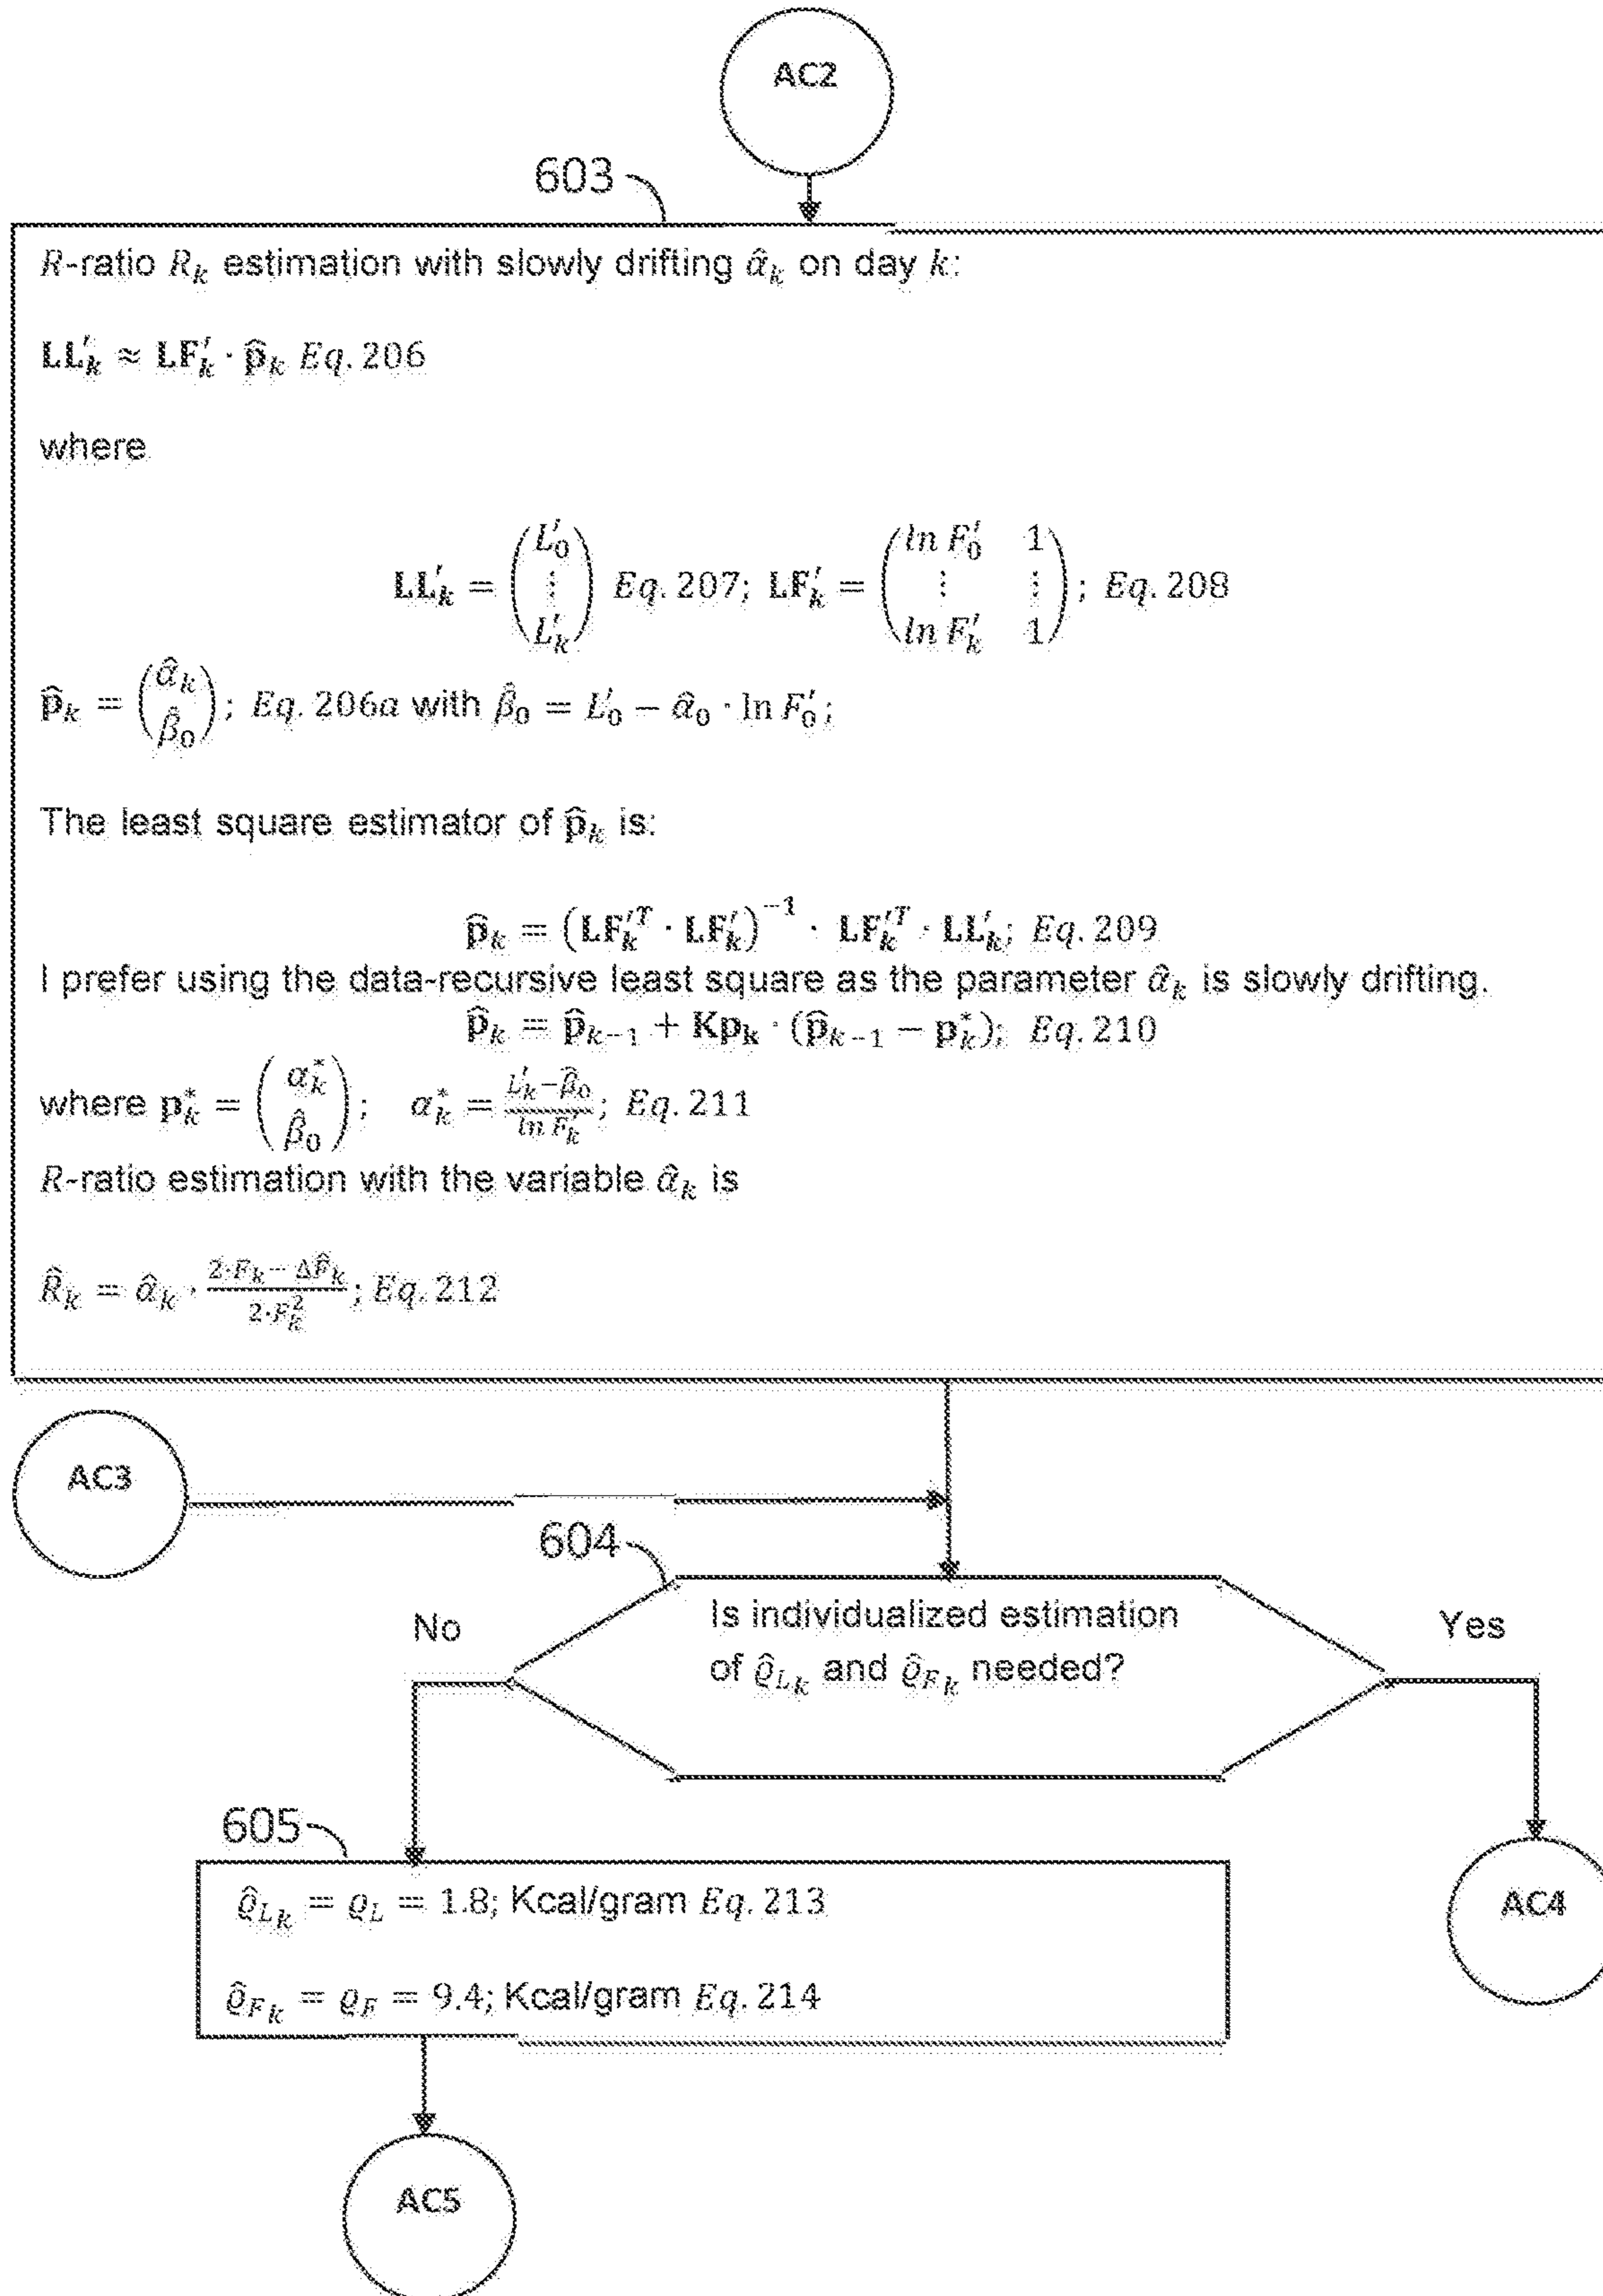 AC2
603
R-ratio R_k estimation with slowly drifting α̂_k on day k:
LL′_k ≈ LF′_k · p̂_k Eq. 206
where
LL′_k = (L′_0 ⋮ L′_k) Eq. 207; LF′_k = (ln F′_0 1 ⋮ ⋮ ln F′_k 1); Eq. 208
p̂_k = (α̂_k β̂_0); Eq. 206a with β̂_0 = L′_0 − α̂_0 · ln F′_0;
The least square estimator of p̂_k is:
p̂_k = (LF′_k^T · LF′_k)^−1 · LF′_k^T · LL′_k; Eq. 209
I prefer using the data-recursive least square as the parameter α̂_k is slowly drifting.
p̂_k = p̂_k−1 + Kp_k · (p̂_k−1 − p*_k); Eq. 210
where p*_k = (α*_k β̂_0); α*_k = (L′_k − β̂_0)/(ln F′_k); Eq. 211
R-ratio estimation with the variable α̂_k is
R̂_k = α̂_k · (2·F_k − ΔF̂_k)/(2·F_k^2); Eq. 212
AC3
604
No
Is individualized estimation
of ϱ̂_L_k and ϱ̂_F_k needed?
Yes
605
ϱ̂_L_k = ϱ_L = 1.8; Kcal/gram Eq. 213
ϱ̂_F_k = ϱ_F = 9.4; Kcal/gram Eq. 214
AC4
AC5